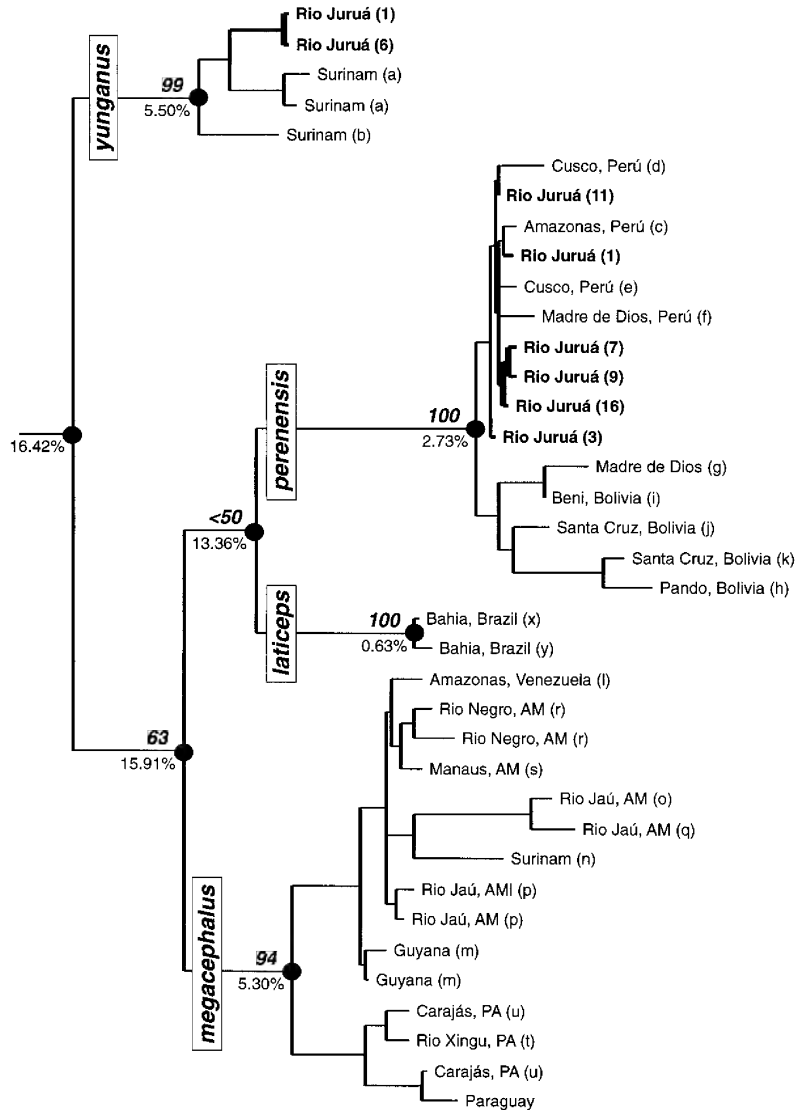 Rio Juruá (1)
Rio Juruá (6)
yunganus
99
5.50%
Surinam (a)
Surinam (a)
Surinam (b)
Cusco, Perú (d)
Rio Juruá (11)
Amazonas, Perú (c)
Rio Juruá (1)
Cusco, Perú (e)
Madre de Dios, Perú (f)
Rio Juruá (7)
Rio Juruá (9)
Rio Juruá (16)
Rio Juruá (3)
perenensis
100
2.73%
16.42%
Madre de Dios (g)
Beni, Bolivia (i)
Santa Cruz, Bolivia (j)
Santa Cruz, Bolivia (k)
Pando, Bolivia (h)
<50
13.36%
laticeps
100
0.63%
Bahia, Brazil (x)
Bahia, Brazil (y)
Amazonas, Venezuela (l)
Rio Negro, AM (r)
Rio Negro, AM (r)
Manaus, AM (s)
63
15.91%
Rio Jaú, AM (o)
Rio Jaú, AM (q)
Surinam (n)
Rio Jaú, AMI (p)
Rio Jaú, AM (p)
Guyana (m)
Guyana (m)
megacephalus
94
5.30%
Carajás, PA (u)
Rio Xingu, PA (t)
Carajás, PA (u)
Paraguay